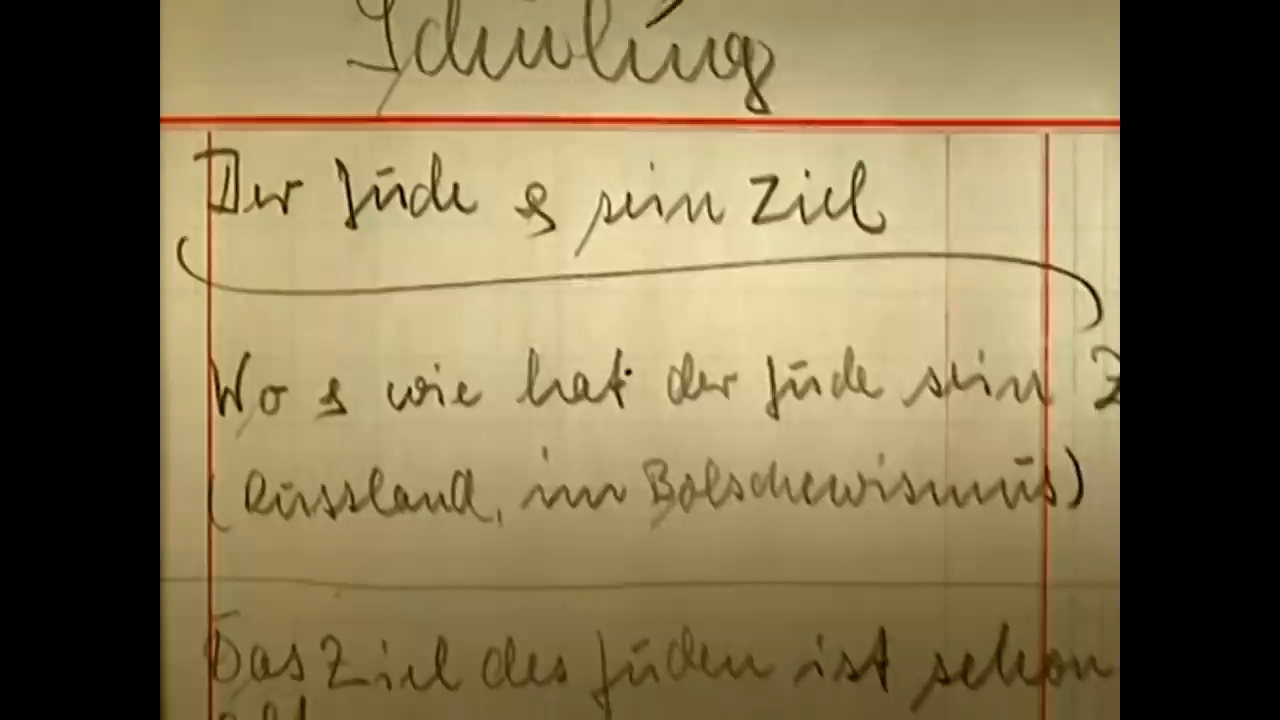 Schulung
Der Jude & sein Ziel
Wo & wie hat der Jude sein
(Russland, im Bolschewismus)
Das Ziel des Juden ist schon